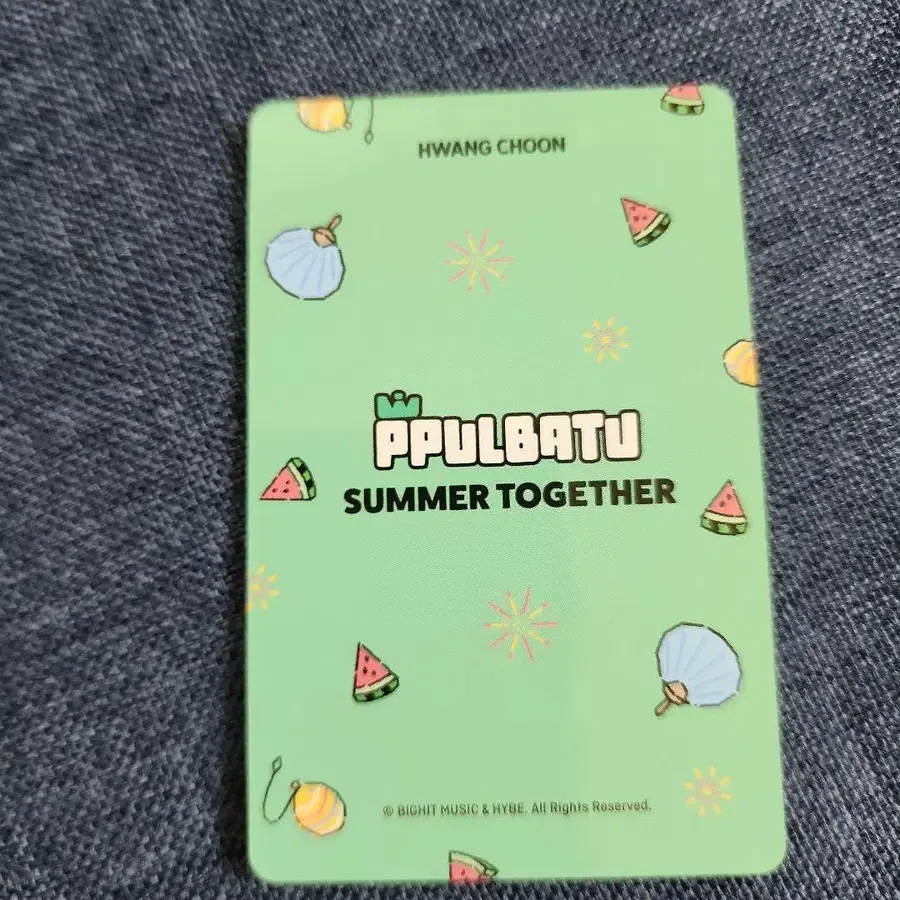 HWANG CHOON
PPULBATU
SUMMER TOGETHER
© BIGHIT MUSIC & HYBE. All Rights Reserved.